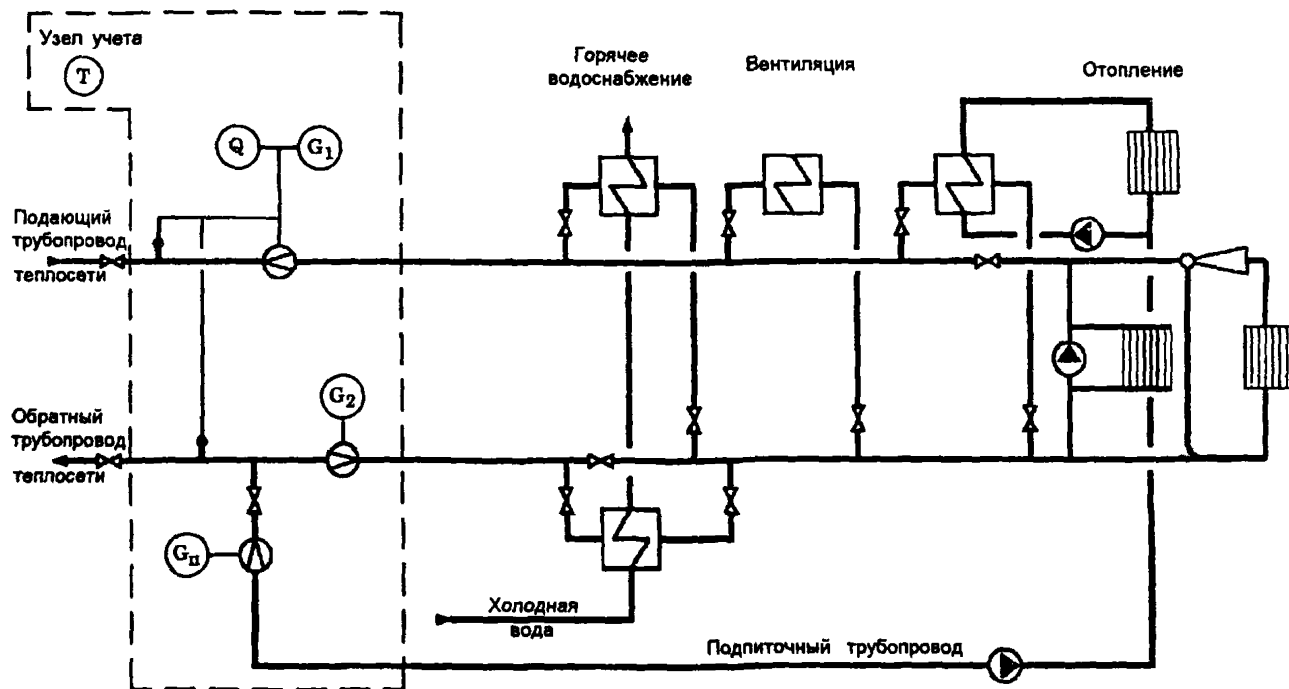 Узел учета
T
Горячее
водоснабжение
Вентиляция
Отопление
Q
G1
Подающий
трубопровод
теплосети
Обратный
трубопровод
теплосети
G2
Gп
Холодная
вода
Подпиточный трубопровод